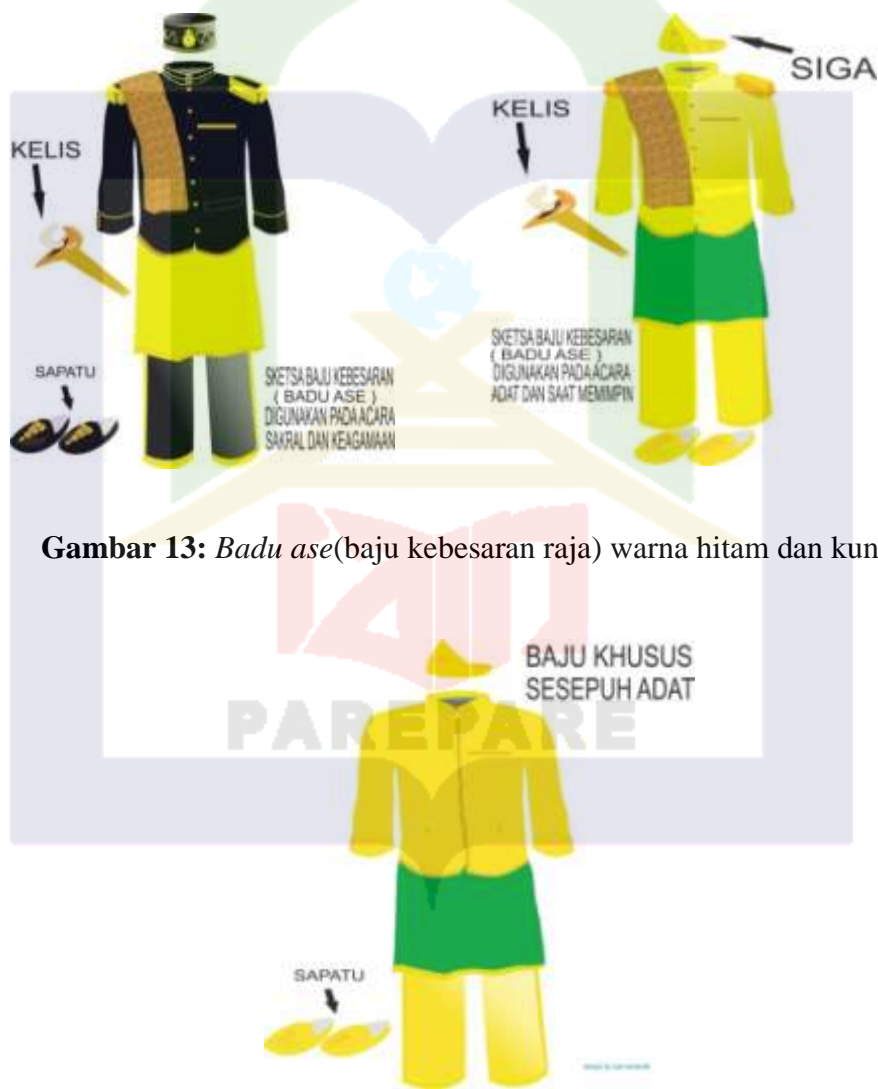 SIGA
KELIS
KELIS
SAPATU
SKETSA BAJU KEBESARAN
( BADU ASE )
DIGUNAKAN PADA ACARA
SAKRAL DAN KEAGAMAAN
SKETSA BAJU KEBESARAN
( BADU ASE )
DIGUNAKAN PADA ACARA
ADAT DAN SAAT MEMIMPIN
Gambar 13: Badu ase(baju kebesaran raja) warna hitam dan kun
BAJU KHUSUS
SESEPUH ADAT
PAREPARE
SAPATU